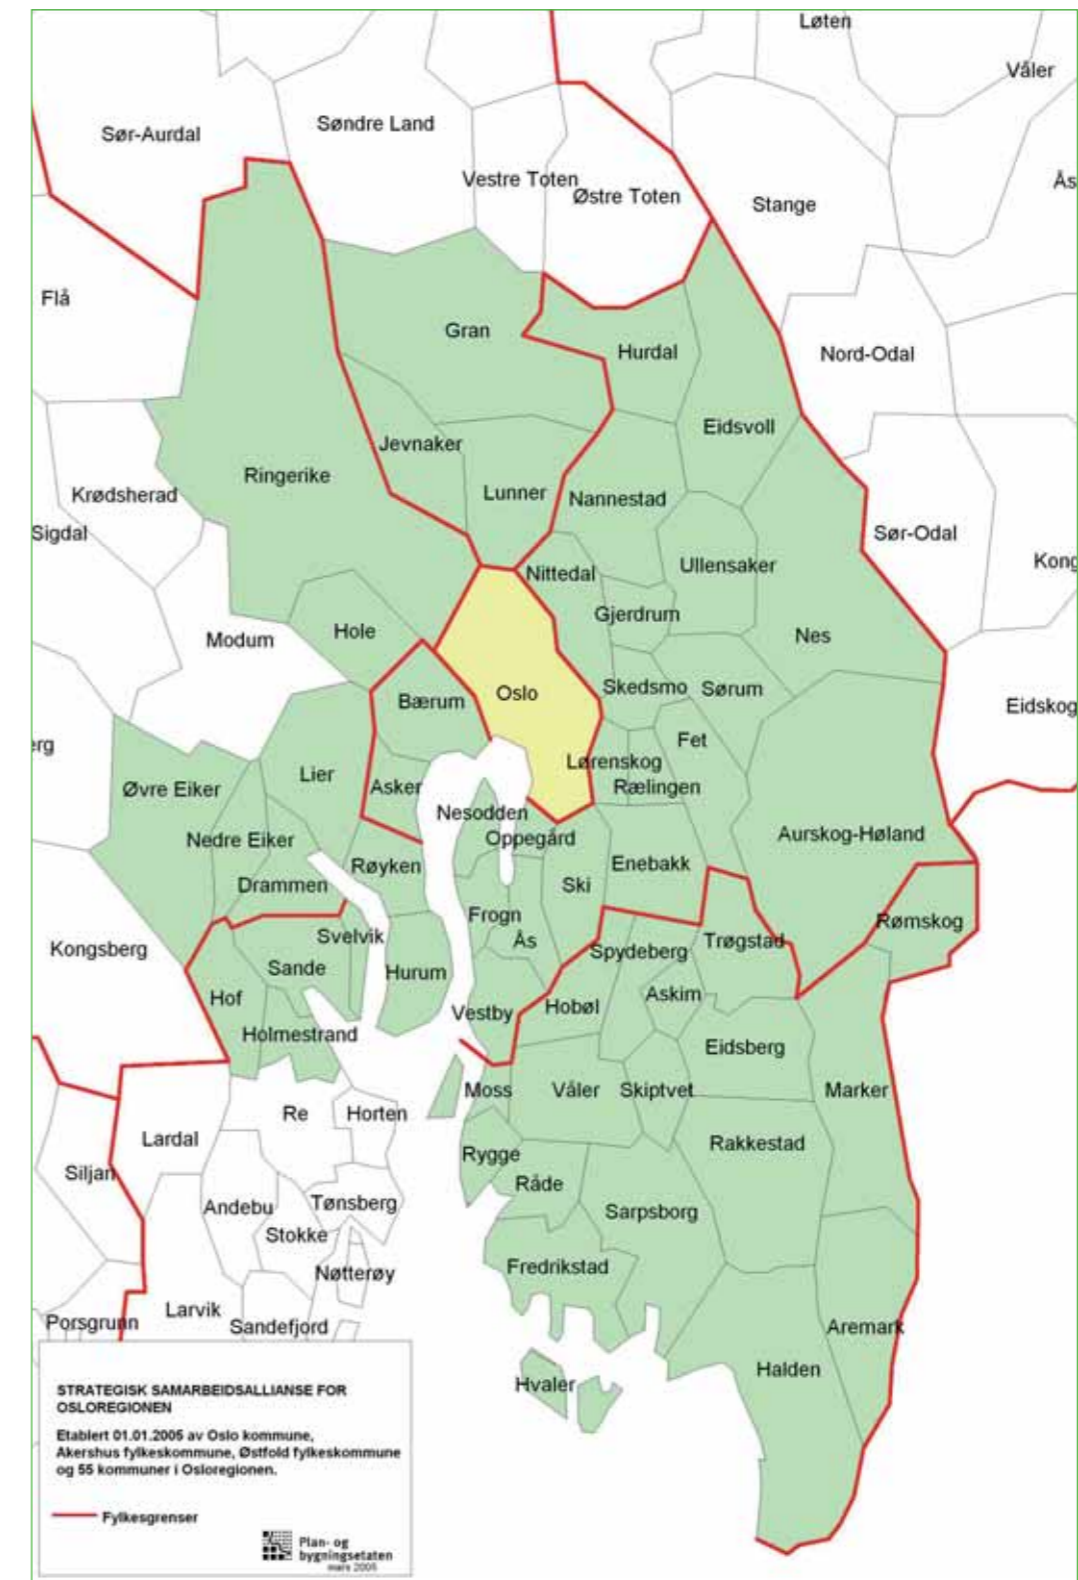 Løten
Våler
Sør-Aurdal
Søndre Land
Vestre Toten
Østre Toten
Stange
Ås
Flå
Gran
Hurdal
Nord-Odal
Eidsvoll
Jevnaker
Ringerike
Krødsherad
Lunner
Nannestad
Sigdal
Sør-Odal
Kong
Nittedal
Ullensaker
Gjerdrum
Hole
Modum
Nes
Skedsmo
Sørum
Oslo
Bærum
Eidskog
erg
Fet
Lørenskog
Lier
Øvre Eiker
Asker
Rælingen
Nesodden
Oppegård
Nedre Eiker
Aurskog-Høland
Røyken
Enebakk
Drammen
Ski
Frogn
Rømskog
Svelvik
Ås
Trøgstad
Kongsberg
Spydeberg
Sande
Hurum
Askim
Hof
Hobøl
Vestby
Holmestrand
Eidsberg
Moss
Våler
Skiptvet
Marker
Re
Horten
Lardal
Rakkestad
Rygge
Siljan
Råde
Andebu
Tønsberg
Sarpsborg
Stokke
Fredrikstad
Nøtterøy
Larvik
Porsgrunn
Sandefjord
Aremark
Halden
Hvaler
STRATEGISK SAMARBEIDSALLIANSE FOR
OSLOREGIONEN
Etablert 01.01.2005 av Oslo kommune,
Akershus fylkeskommune, Østfold fylkeskommune
og 55 kommuner i Osloregionen.
Fylkesgrenser
Plan- og
bygningsetaten
mars 2005